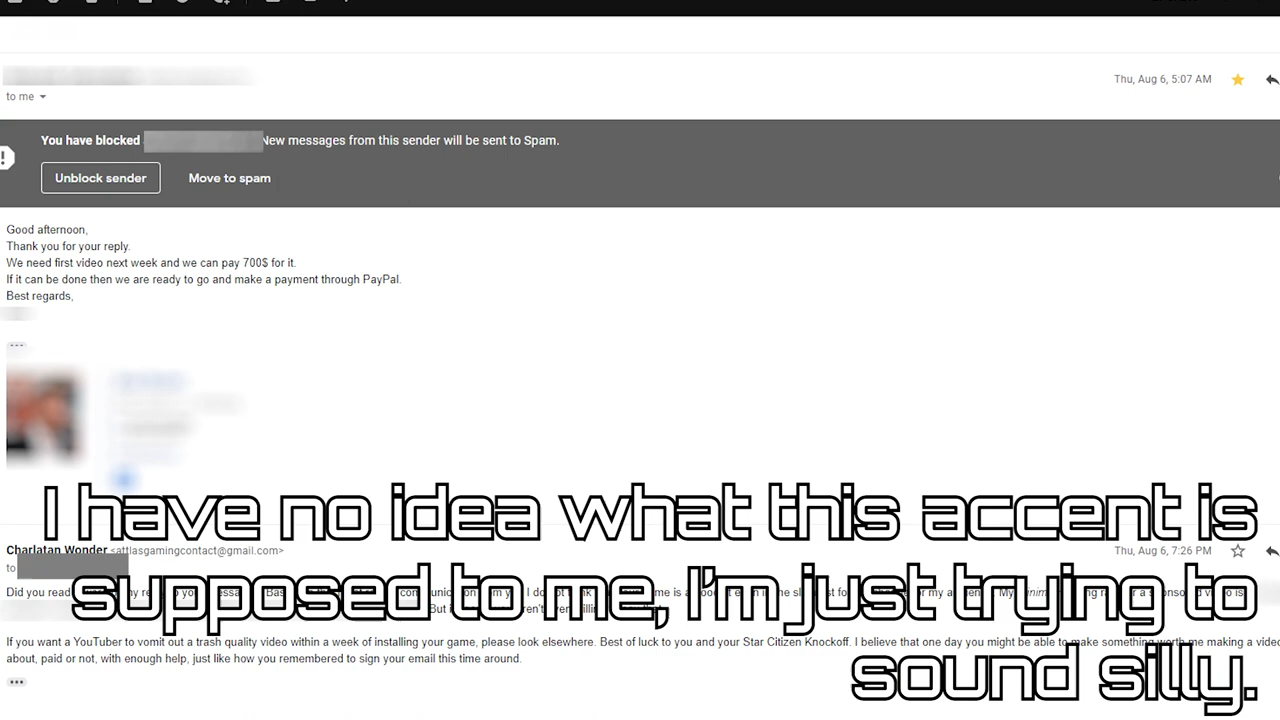 Thu, Aug 6, 5:07 AM
to me
You have blocked New messages from this sender will be sent to Spam.
Unblock sender Move to spam
Good afternoon,
Thank you for your reply.
We need first video next week and we can pay 700$ for it.
If it can be done then we are ready to go and make a payment through PayPal.
Best regards,
I have no idea what this accent is
supposed to me, I'm just trying to
sound silly.
Charlatan Wonder <attlasgamingcontact@gmail.com> Thu, Aug 6, 7:26 PM
to
Did you read
If you want a YouTuber to vomit out a trash quality video within a week of installing your game, please look elsewhere. Best of luck to you and your Star Citizen Knockoff. I believe that one day you might be able to make something worth me making a video
about, paid or not, with enough help, just like how you remembered to sign your email this time around.